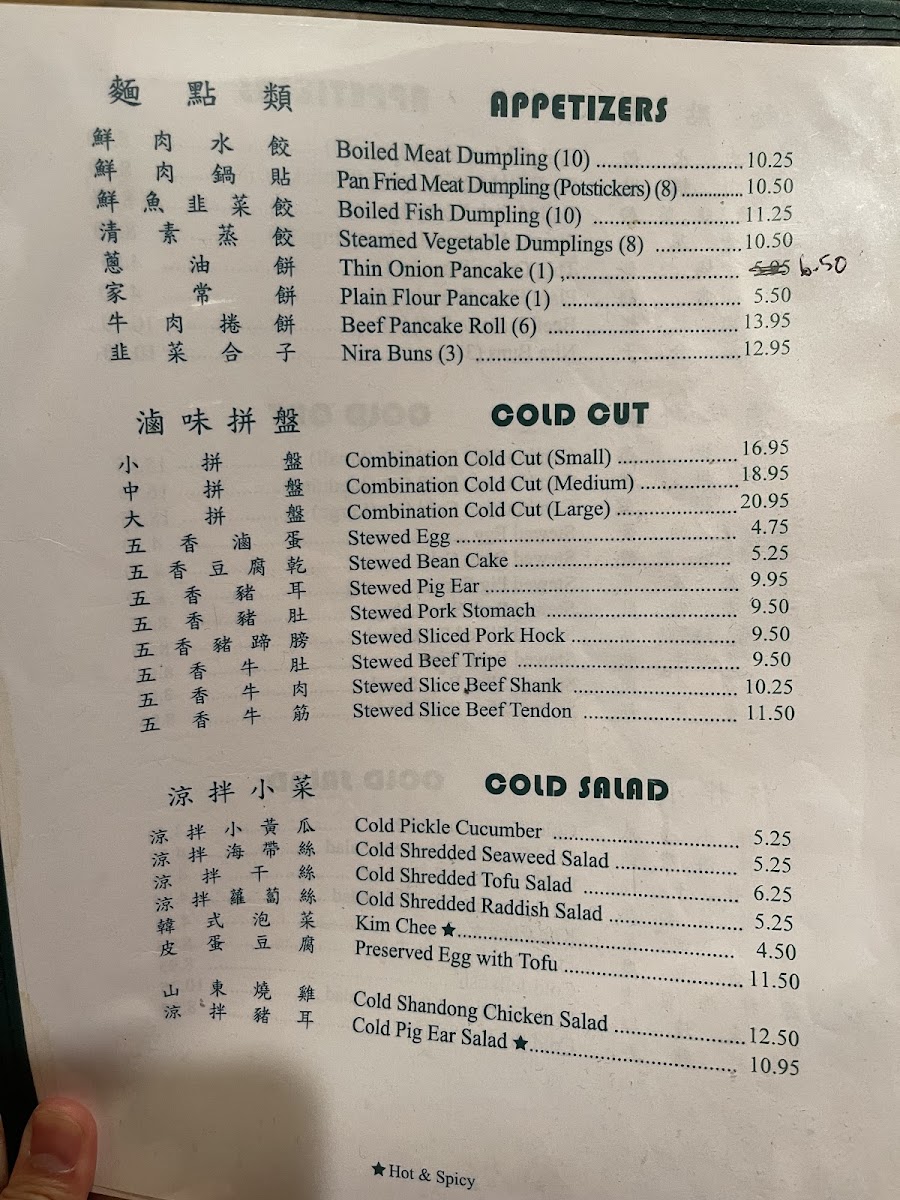 麵點類 APPETIZERS
鮮肉水餃 Boiled Meat Dumpling (10) ........................... 10.25
鮮肉鍋貼 Pan Fried Meat Dumpling (Potstickers) (8) .............. 10.50
鮮魚韭菜餃 Boiled Fish Dumpling (10) ........................... 11.25
清素蒸餃 Steamed Vegetable Dumplings (8) ................ 10.50
蔥油餅 Thin Onion Pancake (1) ................................ 6.50
家常餅 Plain Flour Pancake (1) ................................ 5.50
牛肉捲餅 Beef Pancake Roll (6) ................................ 13.95
韭菜合子 Nira Buns (3) ................................ 12.95
滷味拼盤 COLD CUT
小拼盤 Combination Cold Cut (Small) ..................... 16.95
中拼盤 Combination Cold Cut (Medium) ................. 18.95
大拼盤 Combination Cold Cut (Large) ..................... 20.95
五香滷蛋 Stewed Egg ................................ 4.75
五香豆腐乾 Stewed Bean Cake ................................ 5.25
五香豬耳 Stewed Pig Ear ................................ 9.95
五香豬肚 Stewed Pork Stomach ................................ 9.50
五香豬蹄膀 Stewed Sliced Pork Hock ............................ 9.50
五香牛肚 Stewed Beef Tripe ................................ 9.50
五香牛肉 Stewed Slice Beef Shank ............................ 10.25
五香牛筋 Stewed Slice Beef Tendon ........................... 11.50
涼拌小菜 COLD SALAD
涼拌小黃瓜 Cold Pickle Cucumber ................................ 5.25
涼拌海帶絲 Cold Shredded Seaweed Salad ..................... 5.25
涼拌干絲 Cold Shredded Tofu Salad ........................... 6.25
涼拌蘿蔔絲 Cold Shredded Raddish Salad ...................... 5.25
韓式泡菜 Kim Chee ★................................ 4.50
皮蛋豆腐 Preserved Egg with Tofu .............................. 11.50
山東燒雞 Cold Shandong Chicken Salad ...................... 12.50
涼拌豬耳 Cold Pig Ear Salad ★................................ 10.95
★ Hot & Spicy